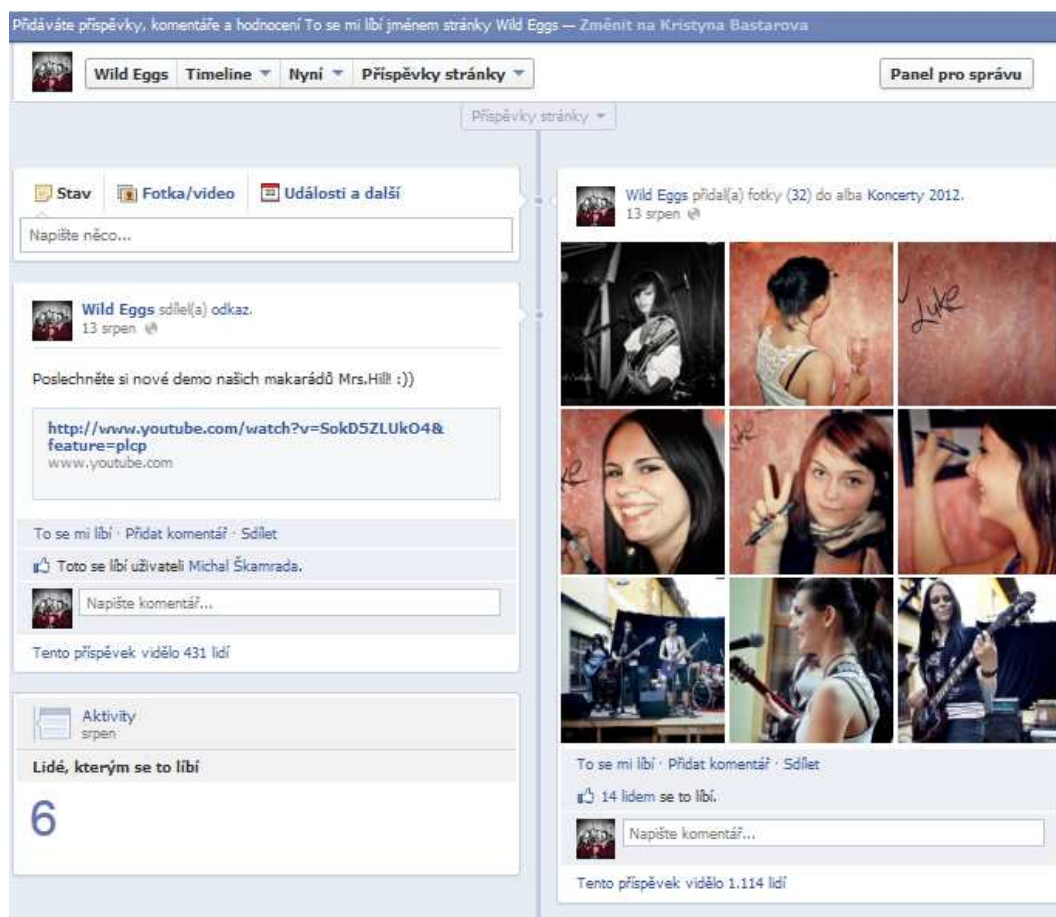 Přidáváte příspěvky, komentáře a hodnocení To se mi líbí jménem stránky Wild Eggs — Změnit na Kristyna Bastarova
Wild Eggs Timeline Nyní Příspěvky stránky Panel pro správu
Příspěvky stránky
Stav Fotka/video Události a další
Napište něco...
Wild Eggs sdílel(a) odkaz.
13 srpen
Poslechněte si nové demo našich makarádů Mrs.Hill! :))
http://www.youtube.com/watch?v=SokD5ZLUkO4&
feature=plcp
www.youtube.com
To se mi líbí · Přidat komentář · Sdílet
Toto se líbí uživateli Michal Škamrada.
Napište komentář...
Tento příspěvek vidělo 431 lidí
Aktivity
srpen
Lidé, kterým se to líbí
6
Wild Eggs přidal(a) fotky (32) do alba Koncerty 2012.
13 srpen
Luke
To se mi líbí · Přidat komentář · Sdílet
14 lidem se to líbí.
Napište komentář...
Tento příspěvek vidělo 1.114 lidí